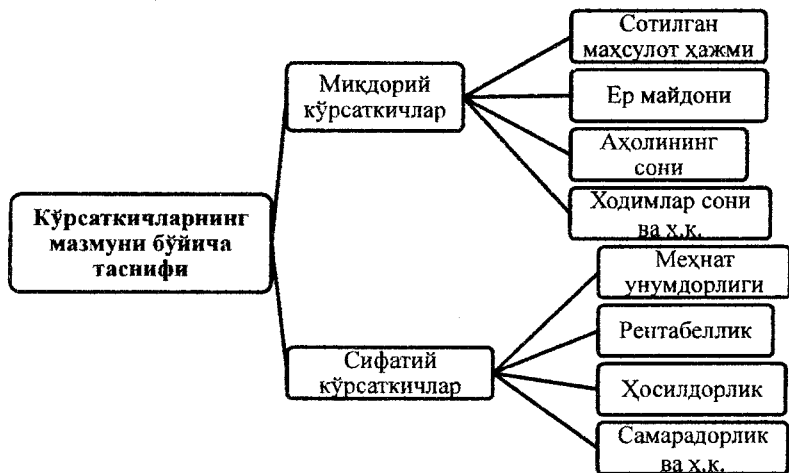 Кўрсаткичларнинг
мазмуни бўйича
таснифи
Миқдорий
кўрсаткичлар
Сотилган
маҳсулот ҳажми
Ер майдони
Аҳолининг
сони
Ходимлар сони
ва ҳ.к.
Сифатий
кўрсаткичлар
Меҳнат
унумдорлиги
Рентабеллик
Ҳосилдорлик
Самарадорлик
ва ҳ.к.